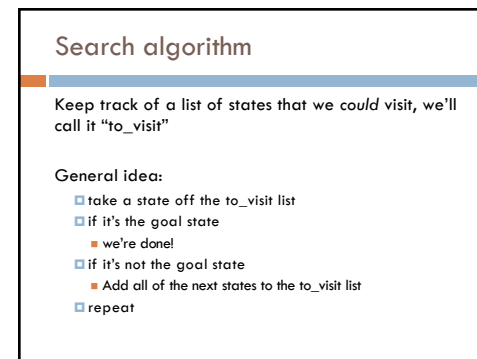 Search algorithm
Keep track of a list of states that we could visit, we'll
call it “to_visit”
General idea:
take a state off the to_visit list
if it's the goal state
we're done!
if it's not the goal state
Add all of the next states to the to_visit list
repeat